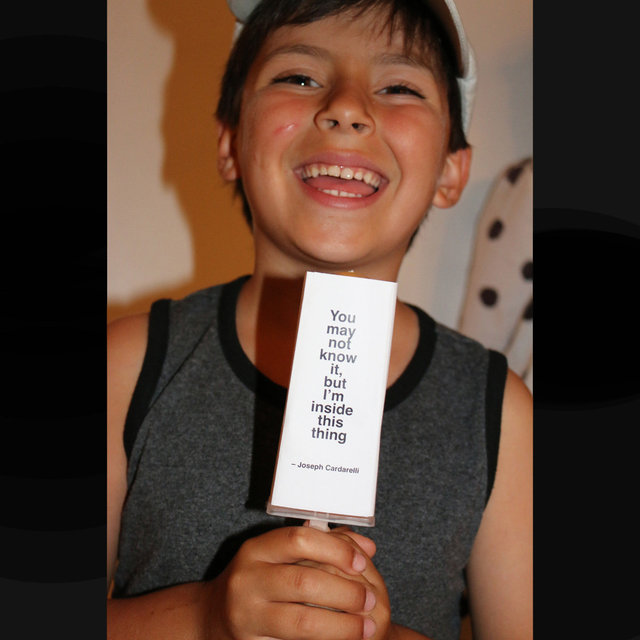 You
may
not
know
it,
but
I'm
inside
this
thing
– Joseph Cardarelli